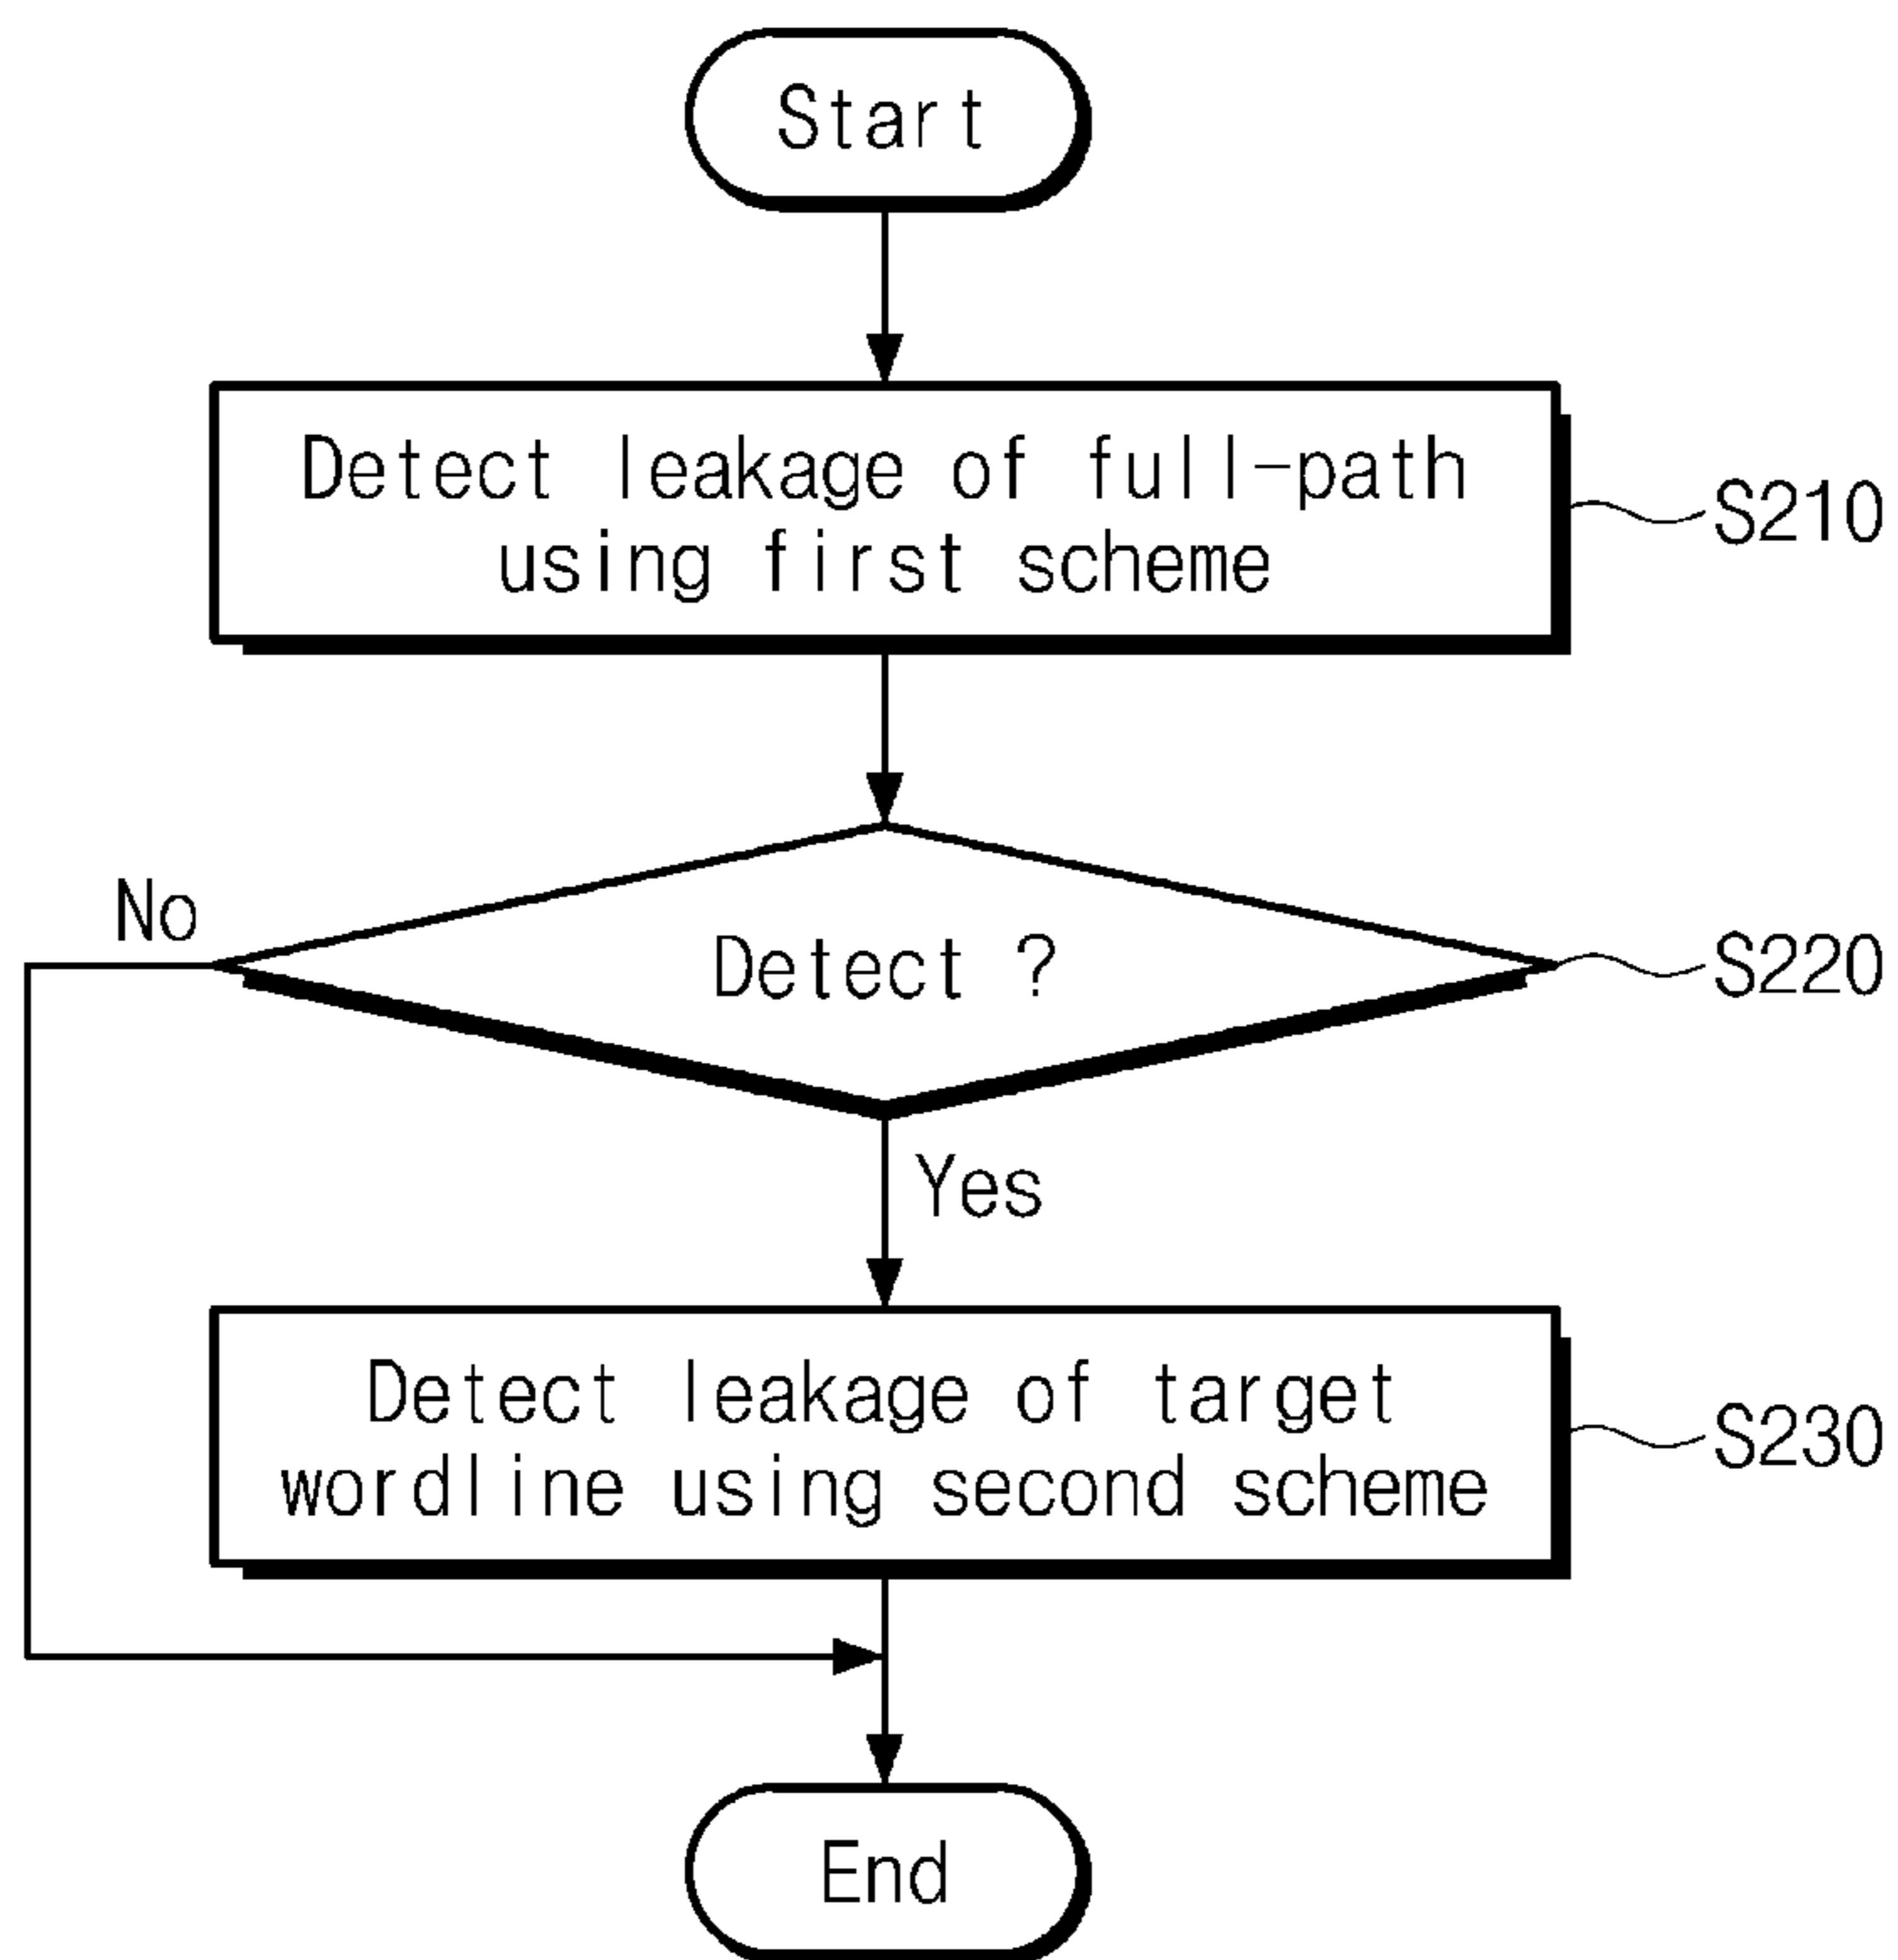 Start
Detect leakage of full-path
using first scheme
S210
No
Detect ?
S220
Yes
Detect leakage of target
wordline using second scheme
S230
End